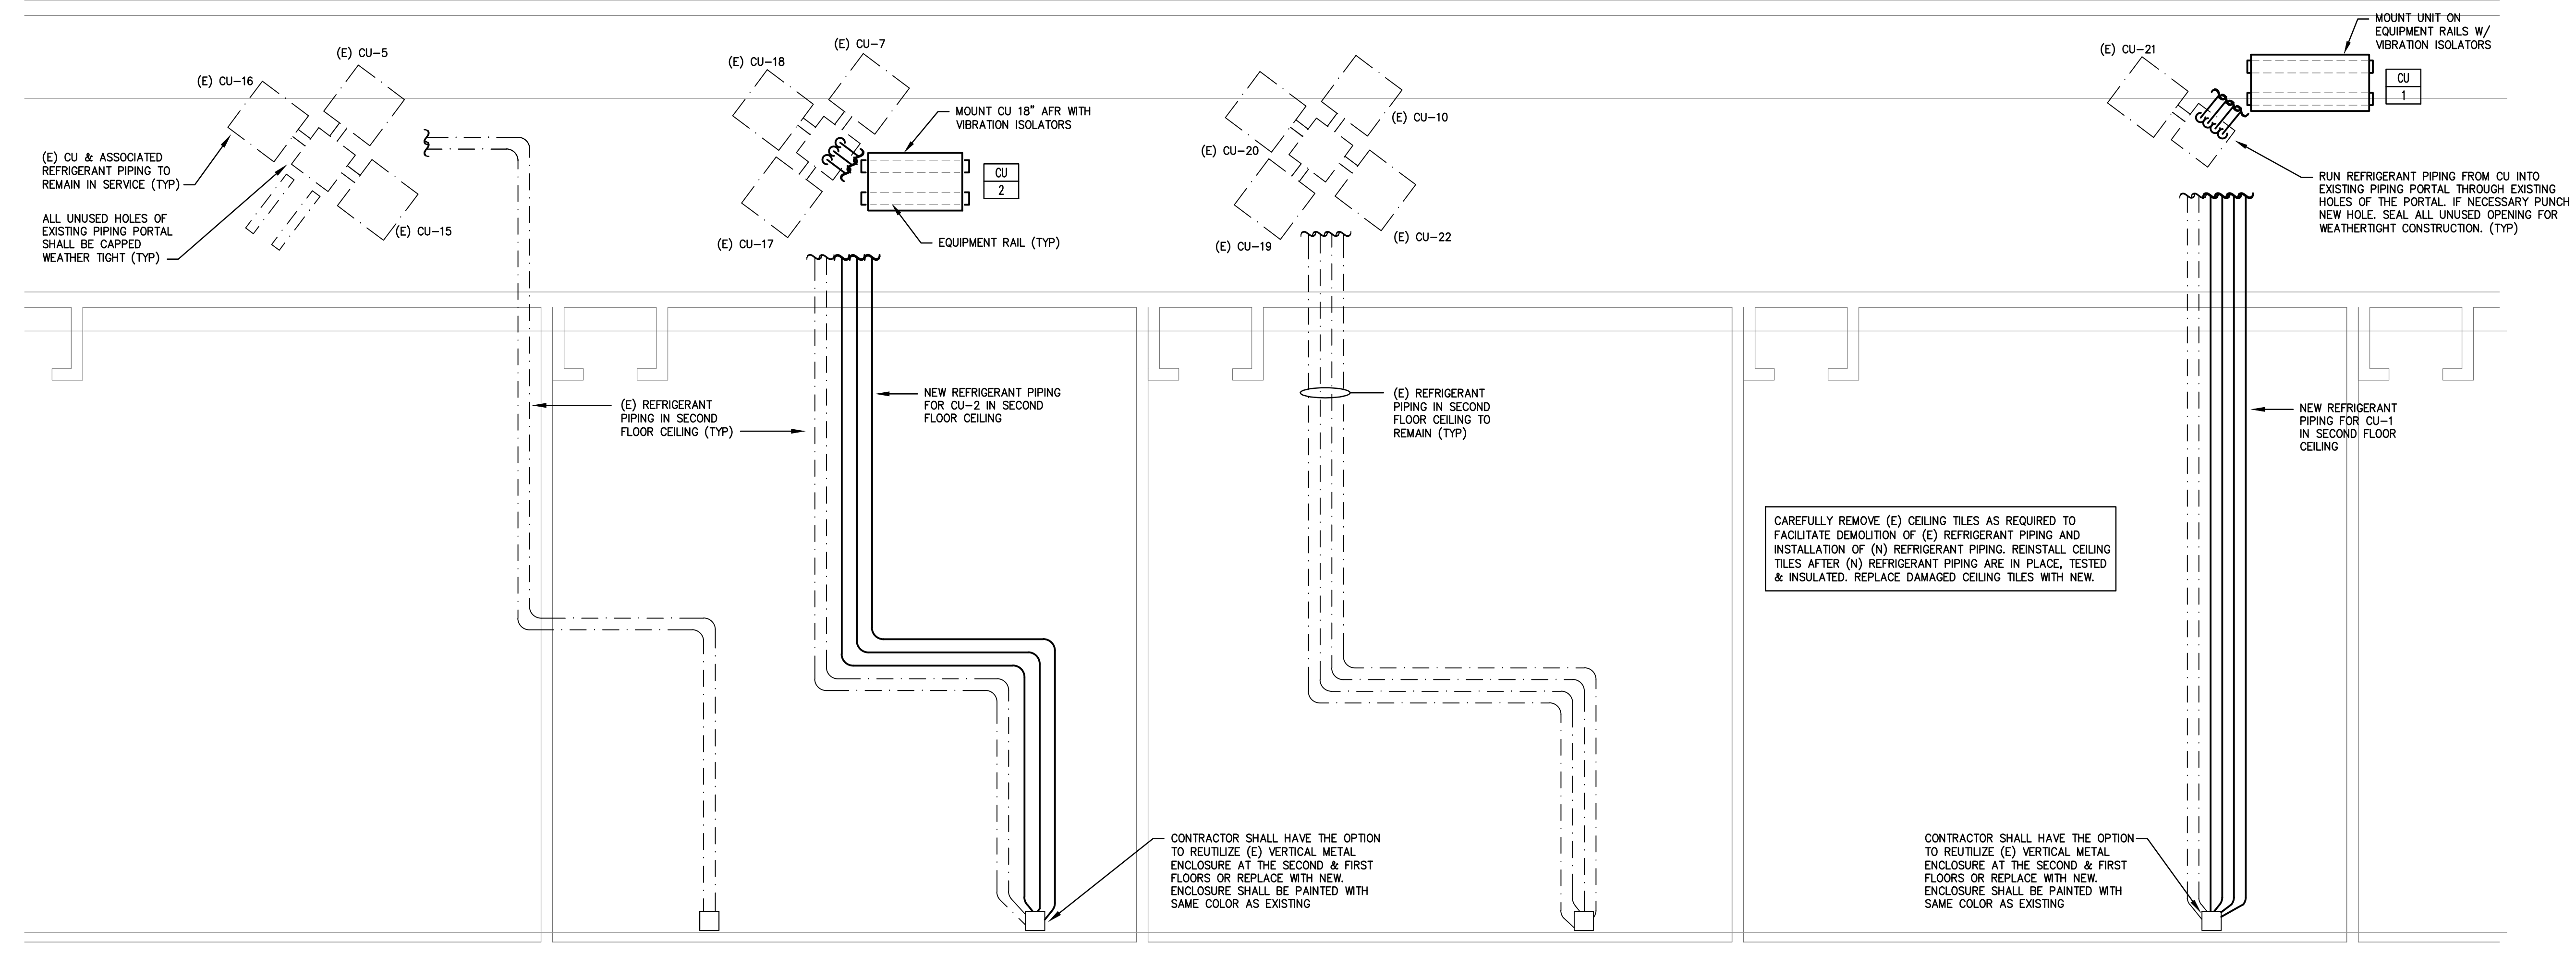 (E) CU-5
(E) CU-16
(E) CU & ASSOCIATED
REFRIGERANT PIPING TO
REMAIN IN SERVICE (TYP)
ALL UNUSED HOLES OF
EXISTING PIPING PORTAL
SHALL BE CAPPED
WEATHER TIGHT (TYP)
(E) CU-15
(E) CU-7
(E) CU-18
MOUNT CU 18" AFR WITH
VIBRATION ISOLATORS
CU
2
(E) CU-17
EQUIPMENT RAIL (TYP)
(E) CU-10
(E) CU-20
(E) CU-19
(E) CU-22
(E) CU-21
MOUNT UNIT ON
EQUIPMENT RAILS W/
VIBRATION ISOLATORS
CU
1
RUN REFRIGERANT PIPING FROM CU INTO
EXISTING PIPING PORTAL THROUGH EXISTING
HOLES OF THE PORTAL. IF NECESSARY PUNCH
NEW HOLE. SEAL ALL UNUSED OPENING FOR
WEATHERTIGHT CONSTRUCTION. (TYP)
(E) REFRIGERANT
PIPING IN SECOND
FLOOR CEILING (TYP)
NEW REFRIGERANT PIPING
FOR CU-2 IN SECOND
FLOOR CEILING
(E) REFRIGERANT
PIPING IN SECOND
FLOOR CEILING TO
REMAIN (TYP)
NEW REFRIGERANT
PIPING FOR CU-1
IN SECOND FLOOR
CEILING
CAREFULLY REMOVE (E) CEILING TILES AS REQUIRED TO
FACILITATE DEMOLITION OF (E) REFRIGERANT PIPING AND
INSTALLATION OF (N) REFRIGERANT PIPING. REINSTALL CEILING
TILES AFTER (N) REFRIGERANT PIPING ARE IN PLACE, TESTED
& INSULATED. REPLACE DAMAGED CEILING TILES WITH NEW.
CONTRACTOR SHALL HAVE THE OPTION
TO REUTILIZE (E) VERTICAL METAL
ENCLOSURE AT THE SECOND & FIRST
FLOORS OR REPLACE WITH NEW.
ENCLOSURE SHALL BE PAINTED WITH
SAME COLOR AS EXISTING
CONTRACTOR SHALL HAVE THE OPTION
TO REUTILIZE (E) VERTICAL METAL
ENCLOSURE AT THE SECOND & FIRST
FLOORS OR REPLACE WITH NEW.
ENCLOSURE SHALL BE PAINTED WITH
SAME COLOR AS EXISTING